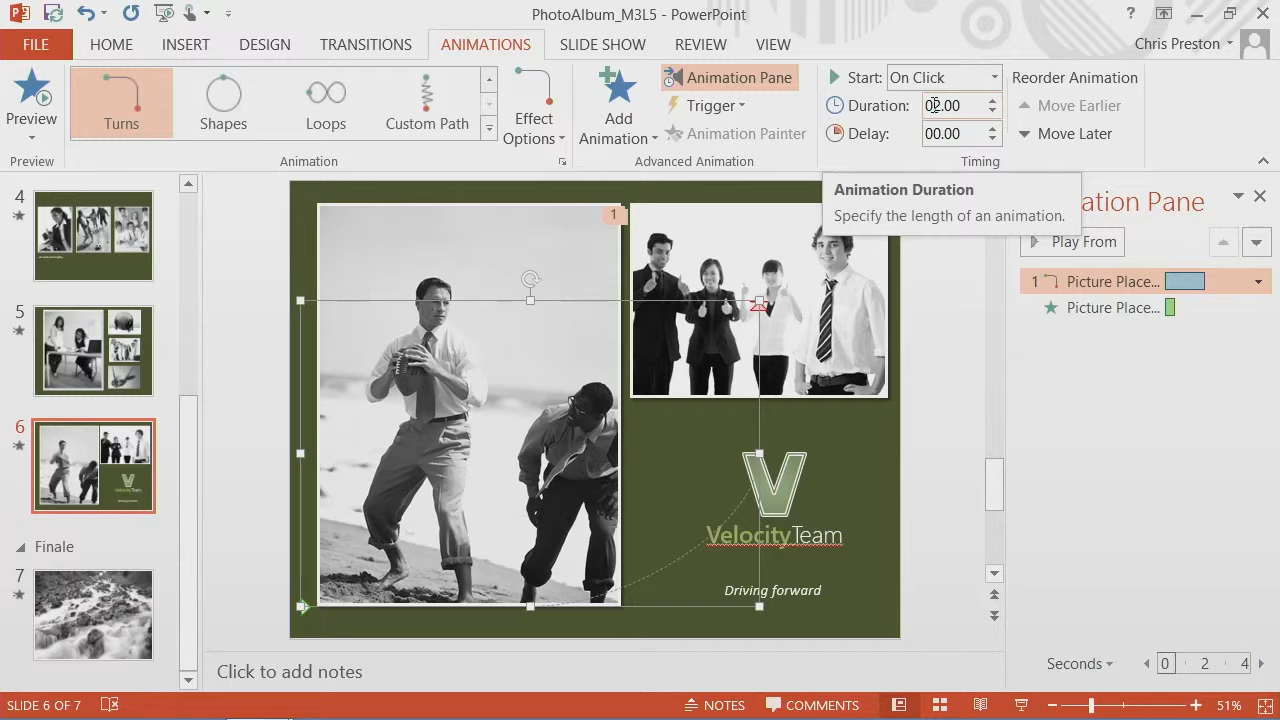 PhotoAlbum_M3L5 - PowerPoint
?
FILE
HOME
INSERT
DESIGN
TRANSITIONS
ANIMATIONS
SLIDE SHOW
REVIEW
VIEW
Chris Preston
Preview
Turns
Shapes
Loops
Custom Path
Effect
Options
Add
Animation
Animation Pane
Trigger
Animation Painter
Start: On Click
Duration:
Delay: 00.00
Reorder Animation
Move Earlier
Move Later
Preview
Animation
Advanced Animation
Timing
Animation Duration
Specify the length of an animation.
ation Pane
Play From
1 Picture Place...
Picture Place...
4
5
6
Finale
7
1
V
VelocityTeam
Driving forward
Click to add notes
Seconds
0 2 4
SLIDE 6 OF 7
NOTES
COMMENTS
51%